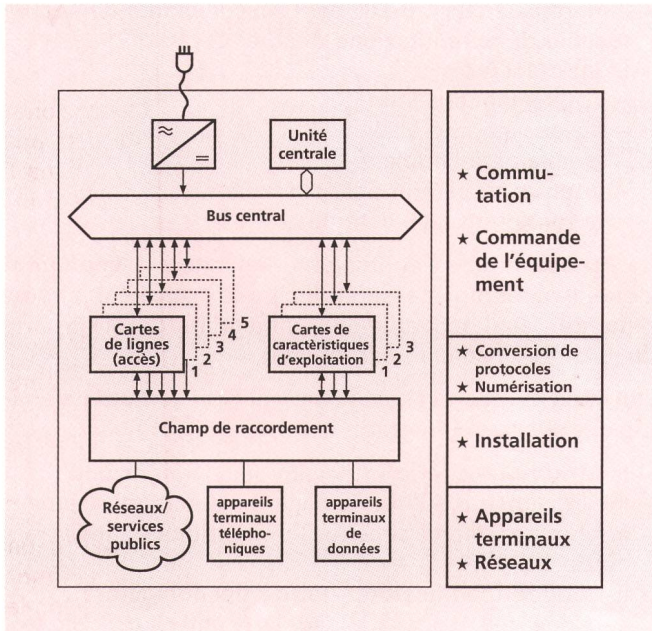 ≈
=
Unité
centrale
Bus central
Cartes
de lignes
(accès)
1
2
3
4
5
Cartes de
caractèristiques
d'exploitation
1
2
3
Champ de raccordement
Réseaux/
services
publics
appareils
terminaux
télépho-
niques
appareils
terminaux
de
données
★ Commu-
tation
★ Commande
de l'équipe-
ment
★ Conversion de
protocoles
★ Numérisation
★ Installation
★ Appareils
terminaux
★ Réseaux